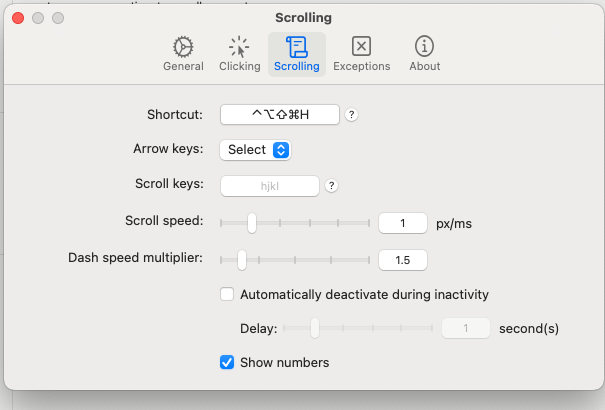 Scrolling
General Clicking Scrolling Exceptions About
Shortcut: ^⌥⇧⌘H ?
Arrow keys: Select
Scroll keys: hjkl ?
Scroll speed: 1 px/ms
Dash speed multiplier: 1.5
Automatically deactivate during inactivity
Delay: 1 second(s)
Show numbers